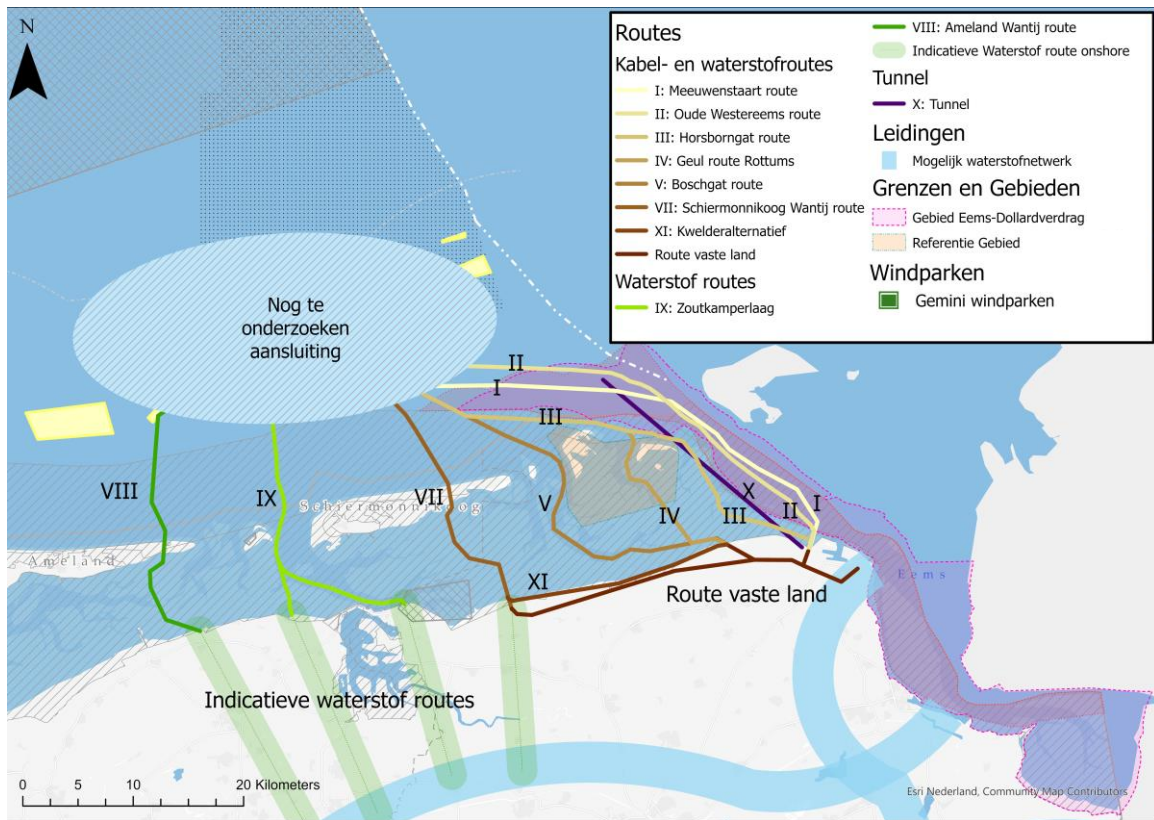 N
Routes
Kabel- en waterstofroutes
I: Meeuwenstaart route
II: Oude Westereems route
III: Horsborngat route
IV: Geul route Rottums
V: Boschgat route
VII: Schiermonnikoog Wantij route
XI: Kwelderalternatief
Route vaste land
Waterstof routes
IX: Zoutkamperlaag
VIII: Ameland Wantij route
Indicatieve Waterstof route onshore
Tunnel
X: Tunnel
Leidingen
Mogelijk waterstofnetwerk
Grenzen en Gebieden
Gebied Eems-Dollardverdrag
Referentie Gebied
Windparken
Gemini windparken
Nog te
onderzoeken
aansluiting
II
I
III
VIII
IX
VII
V
IV
III
X
II
I
Schiermonnikoog
Ameland
Eems
XI
Route vaste land
Indicatieve waterstof routes
0 5 10 20 Kilometers
Esri Nederland, Community Map Contributors